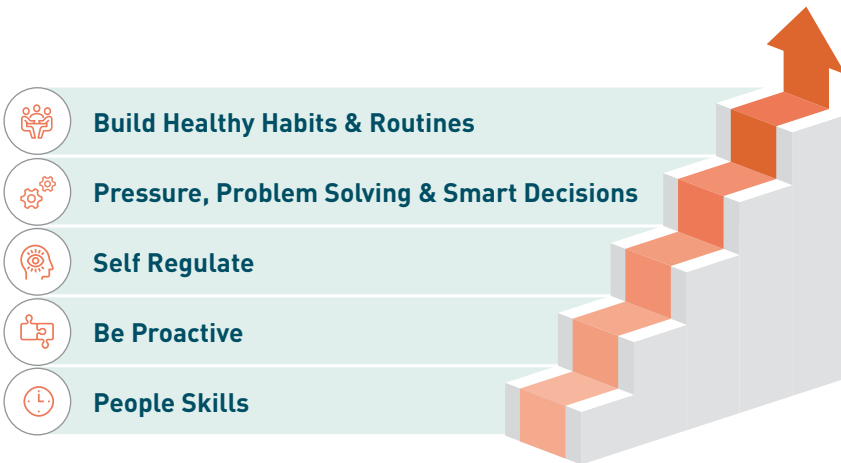 Build Healthy Habits & Routines
Pressure, Problem Solving & Smart Decisions
Self Regulate
Be Proactive
People Skills